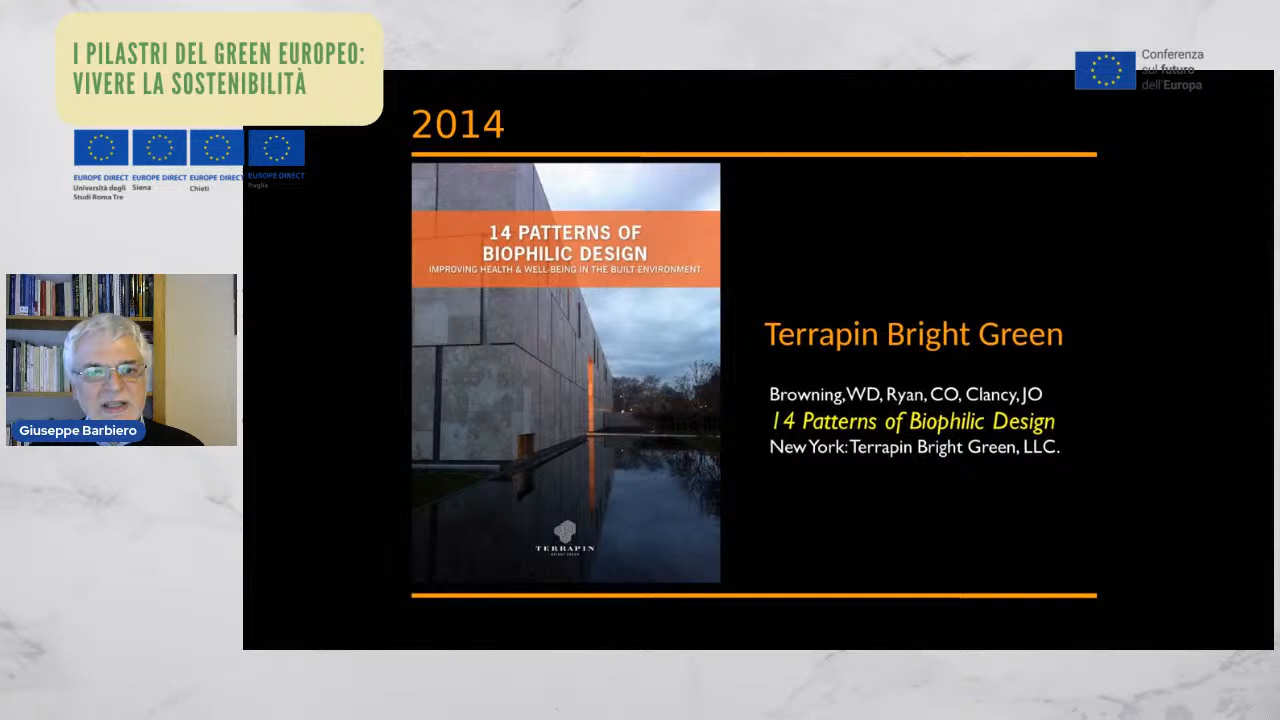 I PILASTRI DEL GREEN EUROPEO:
VIVERE LA SOSTENIBILITÀ
Conferenza
sul futuro
dell'Europa
EUROPE DIRECT
Università degli
Studi Roma Tre
EUROPE DIRECT
Siena
EUROPE DIRECT
Chieti
EUROPE DIRECT
Puglia
2014
14 PATTERNS OF
BIOPHILIC DESIGN
IMPROVING HEALTH & WELL-BEING IN THE BUILT ENVIRONMENT
TERRAPIN
BRIGHT GREEN
Terrapin Bright Green
Browning, WD, Ryan, CO, Clancy, JO
14 Patterns of Biophilic Design
New York: Terrapin Bright Green, LLC.
Giuseppe Barbiero